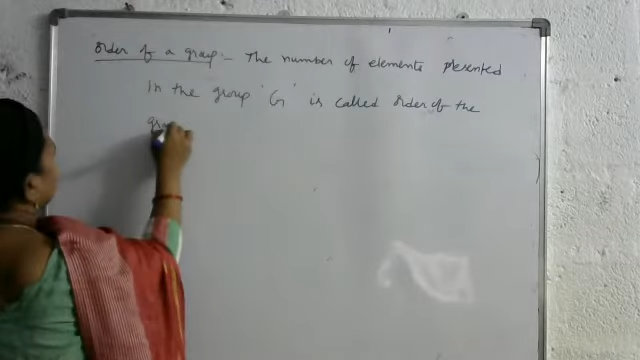 Order of a group :- The number of elements presented
in the group 'G' is called order of the
gro